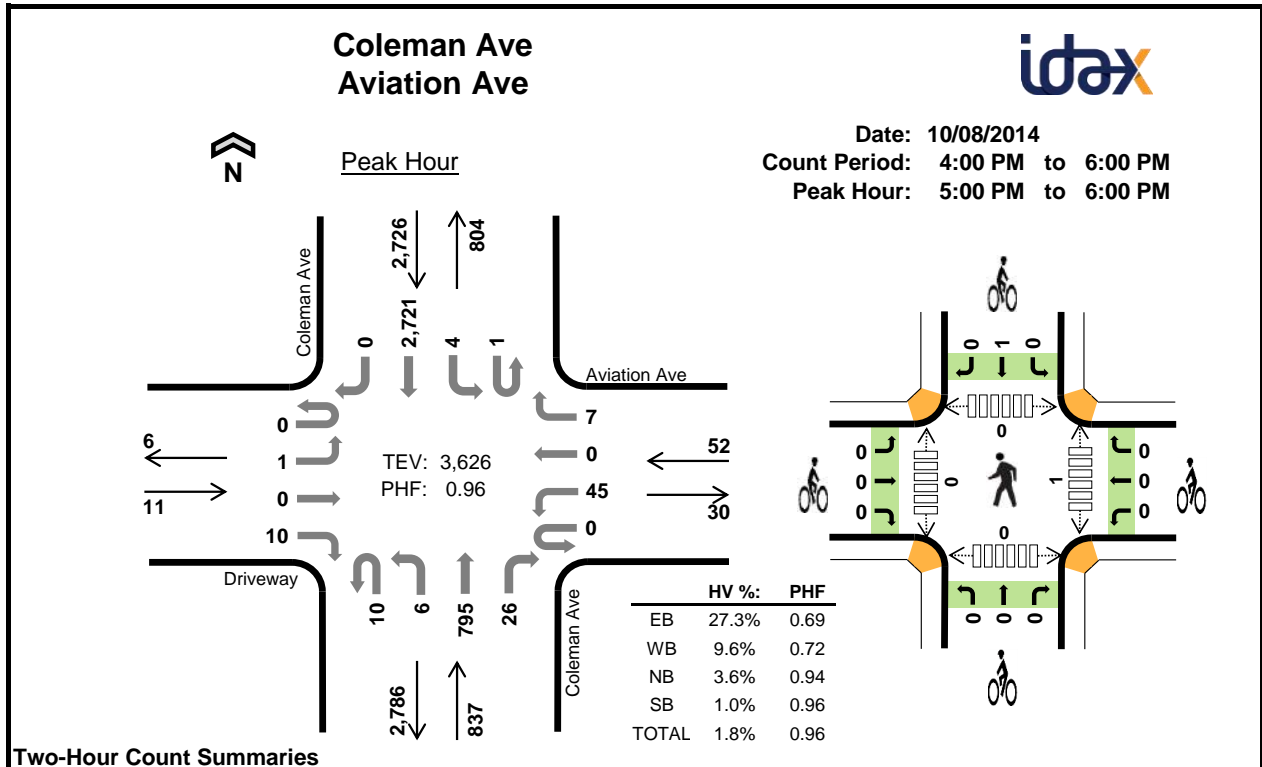 Coleman Ave
Aviation Ave
idax
N
Peak Hour
Date: 10/08/2014
Count Period: 4:00 PM to 6:00 PM
Peak Hour: 5:00 PM to 6:00 PM
2,726
804
Coleman Ave
0
2,721
4
1
Aviation Ave
0
1
0
10
6
11
TEV: 3,626
PHF: 0.96
7
0
45
0
52
30
Driveway
10
6
795
26
Coleman Ave
2,786
837
HV %: PHF
EB 27.3% 0.69
WB 9.6% 0.72
NB 3.6% 0.94
SB 1.0% 0.96
TOTAL 1.8% 0.96
0 1 0
0
0
0
0
0
0
1
0
0
0
0
0 0 0
Two-Hour Count Summaries